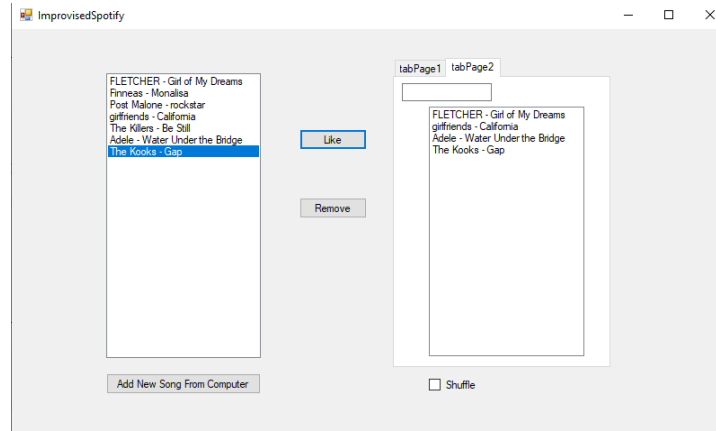 ImprovisedSpotify
FLETCHER - Girl of My Dreams
Finneas - Monalisa
Post Malone - rockstar
girlfriends - California
The Killers - Be Still
Adele - Water Under the Bridge
The Kooks - Gap
Add New Song From Computer
Like
Remove
tabPage1 tabPage2
FLETCHER - Girl of My Dreams
girlfriends - California
Adele - Water Under the Bridge
The Kooks - Gap
Shuffle